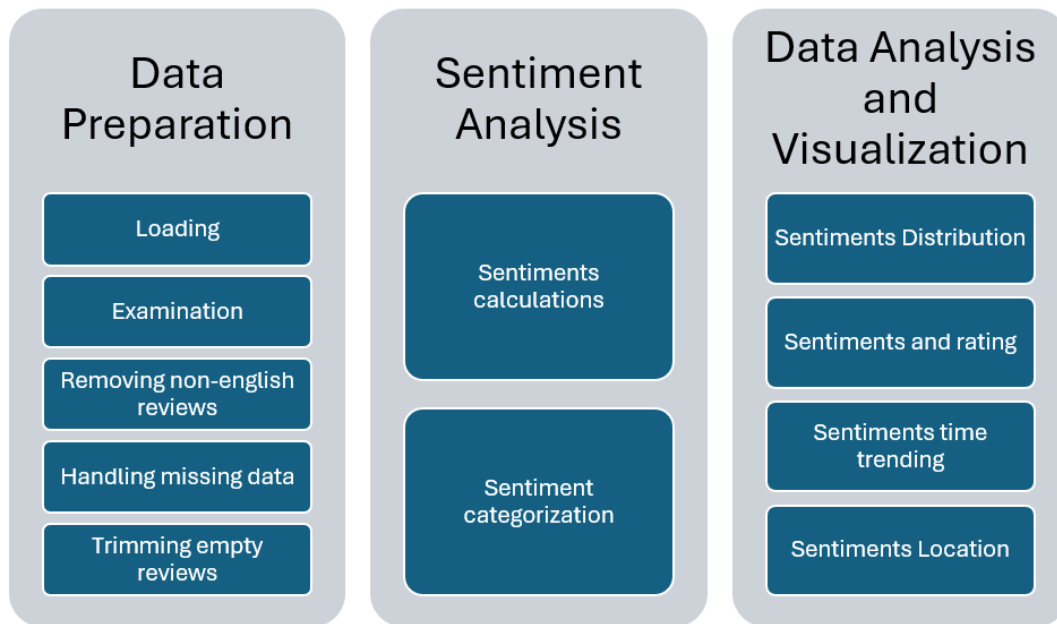 Data
Preparation
Loading
Examination
Removing non-english
reviews
Handling missing data
Trimming empty
reviews
Sentiment
Analysis
Sentiments
calculations
Sentiment
categorization
Data Analysis
and
Visualization
Sentiments Distribution
Sentiments and rating
Sentiments time
trending
Sentiments Location